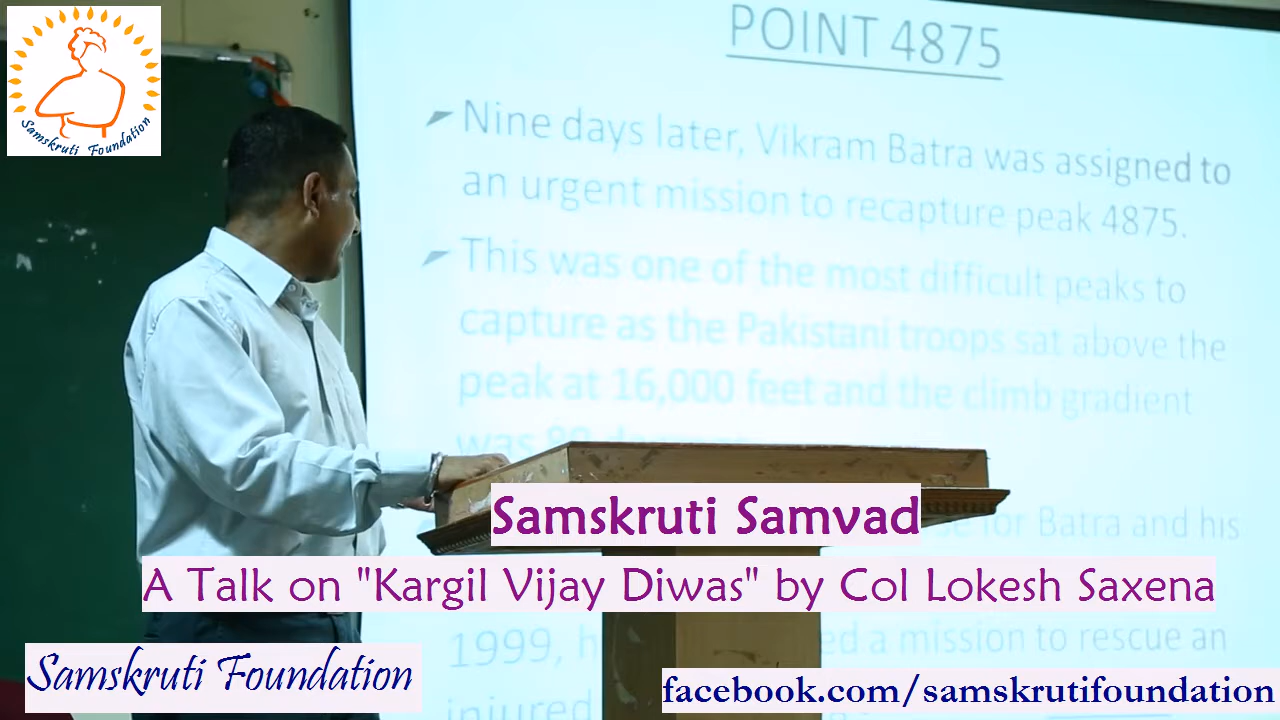 Samskruti Foundation
POINT 4875
Nine days later, Vikram Batra was assigned to
an urgent mission to recapture peak 4875.
This was one of the most difficult peaks to
capture as the Pakistani troops sat above the
peak at 16,000 feet and the climb gradient
was 80
for Batra and his
1999, a mission to rescue an
injured
Samskruti Samvad
A Talk on "Kargil Vijay Diwas" by Col Lokesh Saxena
Samskruti Foundation
facebook.com/samskrutifoundation